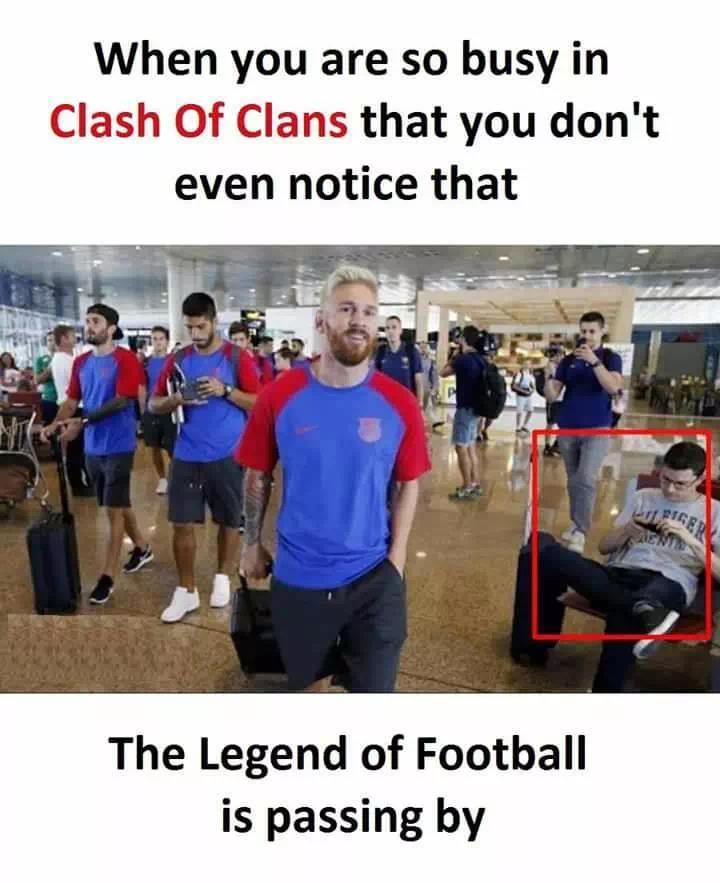 When you are so busy in
Clash Of Clans that you don't
even notice that
The Legend of Football
is passing by